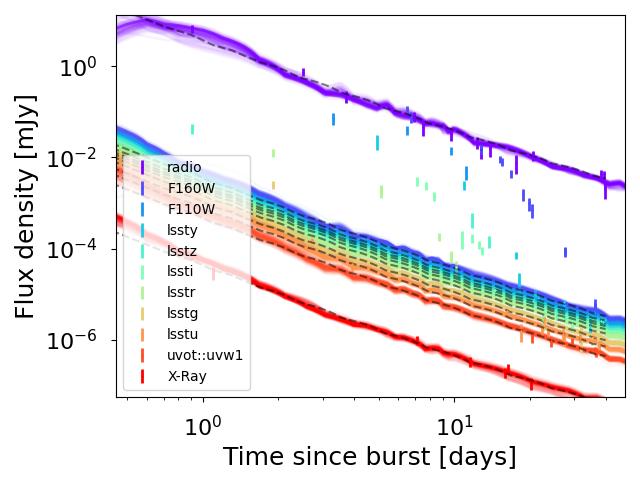 Flux density [mJy]
10⁰
10⁻²
10⁻⁴
10⁻⁶
radio
F160W
F110W
lssty
lsstz
lssti
lsstr
lsstg
lsstu
uvot::uvw1
X-Ray
10⁰
10¹
Time since burst [days]